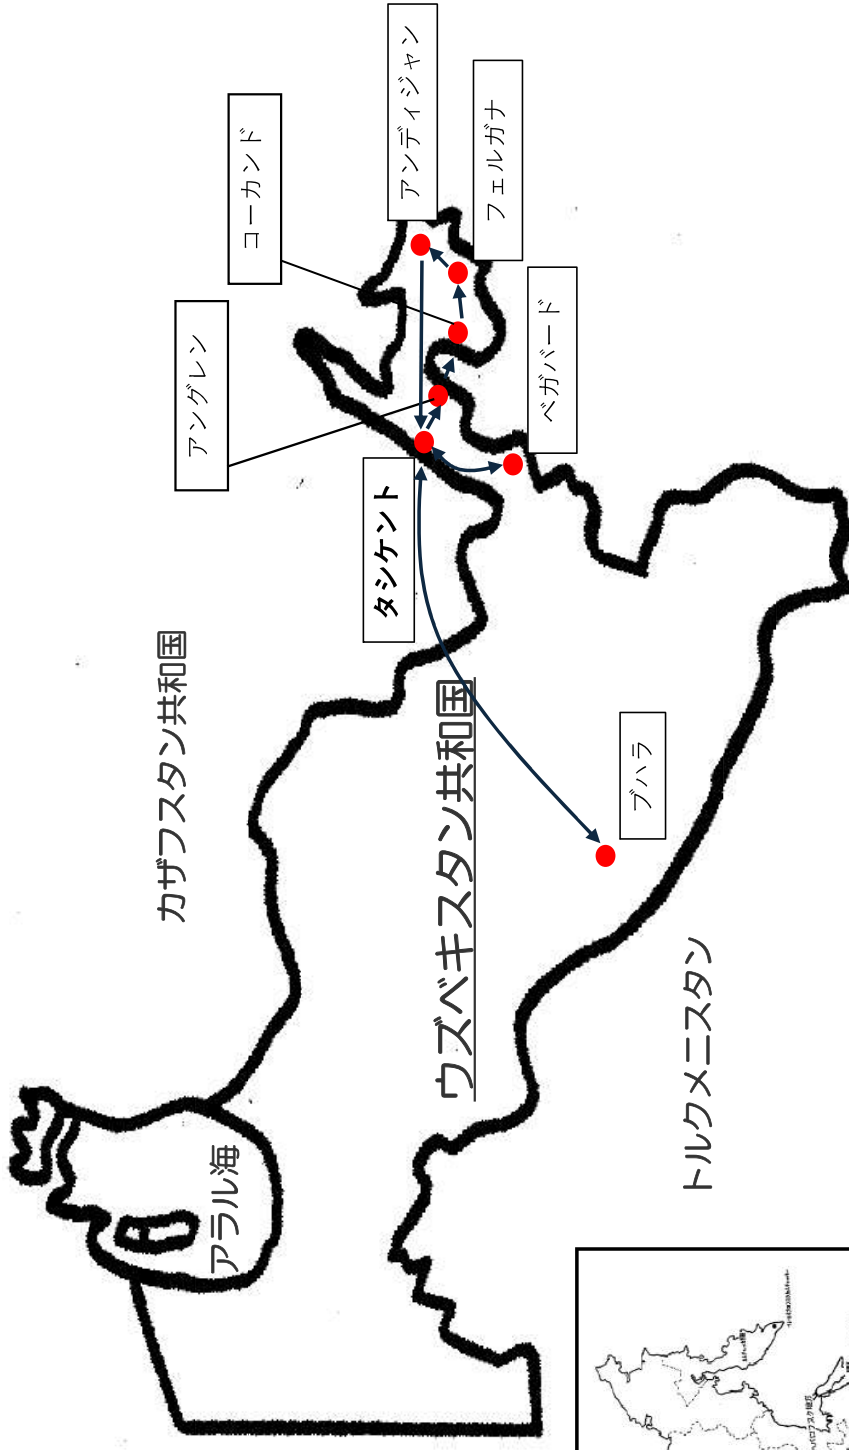 カザフスタン共和国
アラル海
ウズベキスタン共和国
トルクメニスタン
アングレン
コーカンド
アンディジャン
フェルガナ
タシケント
ベガバード
ブハラ